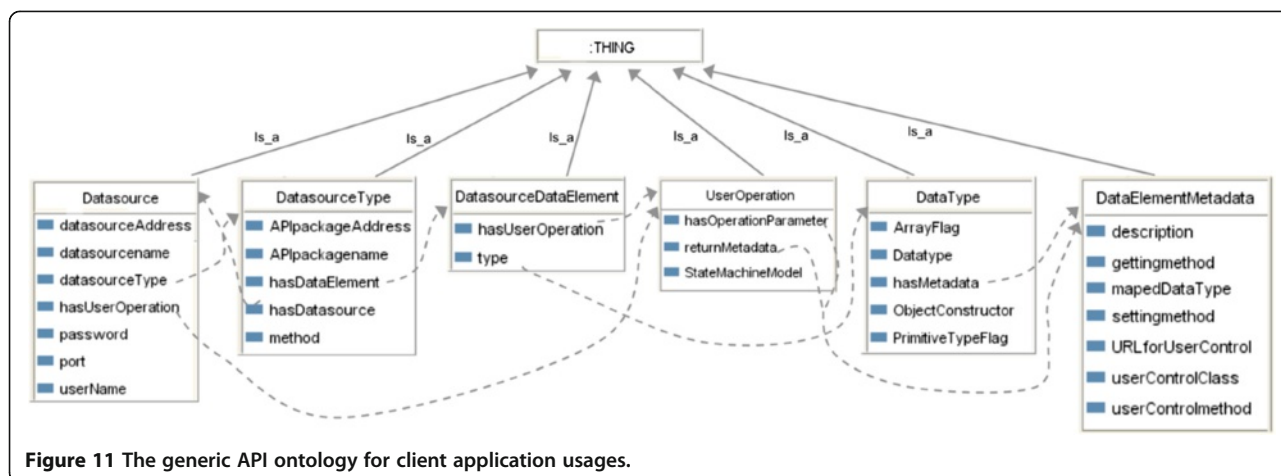 :THING
Is_a
Is_a
Is_a
Is_a
Is_a
Is_a
Datasource
datasourceAddress
datasourcename
datasourceType
hasUserOperation
password
port
userName
DatasourceType
APIpackageAddress
APIpackagename
hasDataElement
hasDatasource
method
DatasourceDataElement
hasUserOperation
type
UserOperation
hasOperationParameter
returnMetadata
StateMachineModel
DataType
ArrayFlag
Datatype
hasMetadata
ObjectConstructor
PrimitiveTypeFlag
DataElementMetadata
description
gettingmethod
mapedDataType
settingmethod
URLforUserControl
userControlClass
userControlmethod
Figure 11 The generic API ontology for client application usages.